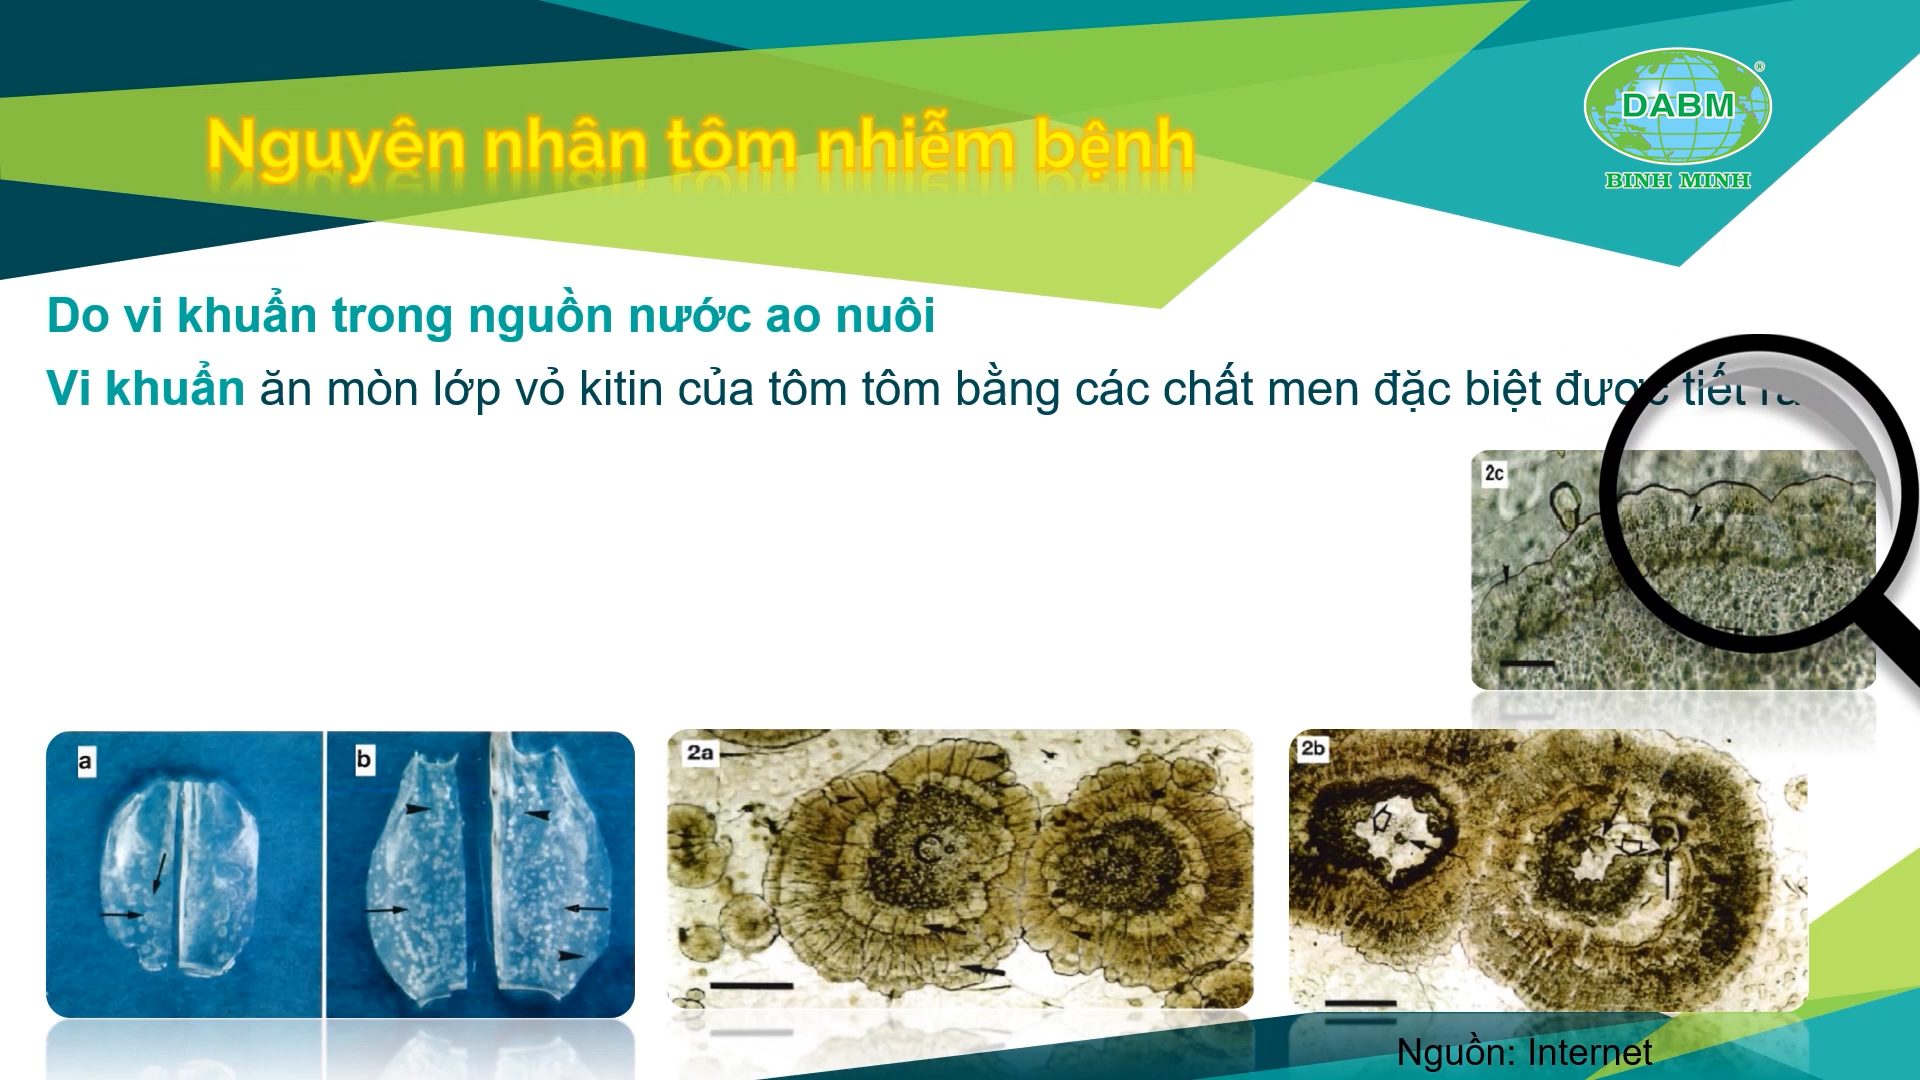 Nguyên nhân tôm nhiễm bệnh
DABM
®
BINH MINH
Do vi khuẩn trong nguồn nước ao nuôi
Vi khuẩn ăn mòn lớp vỏ kitin của tôm tôm bằng các chất men đặc biệt được tiết ra
2c
a
b
2a
2b
Nguồn: Internet